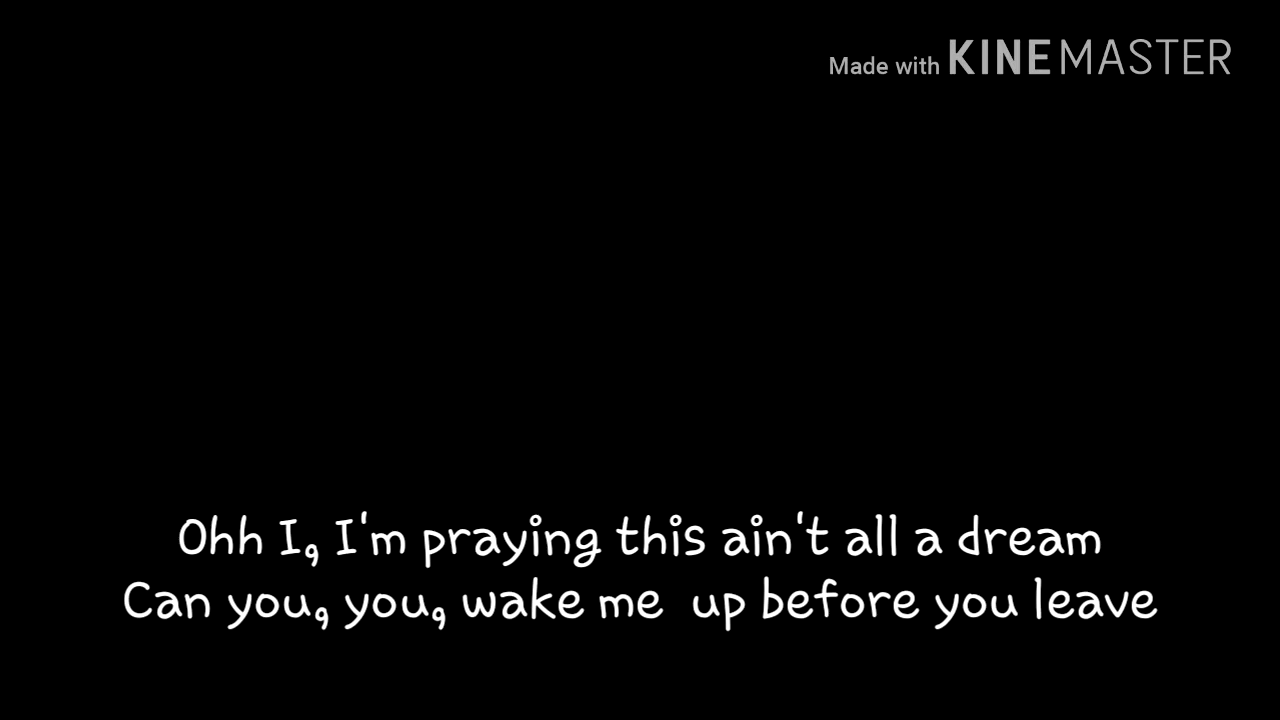 Made with KINEMASTER
Ohh I, I'm praying this ain't all a dream
Can you, you, wake me  up before you leave